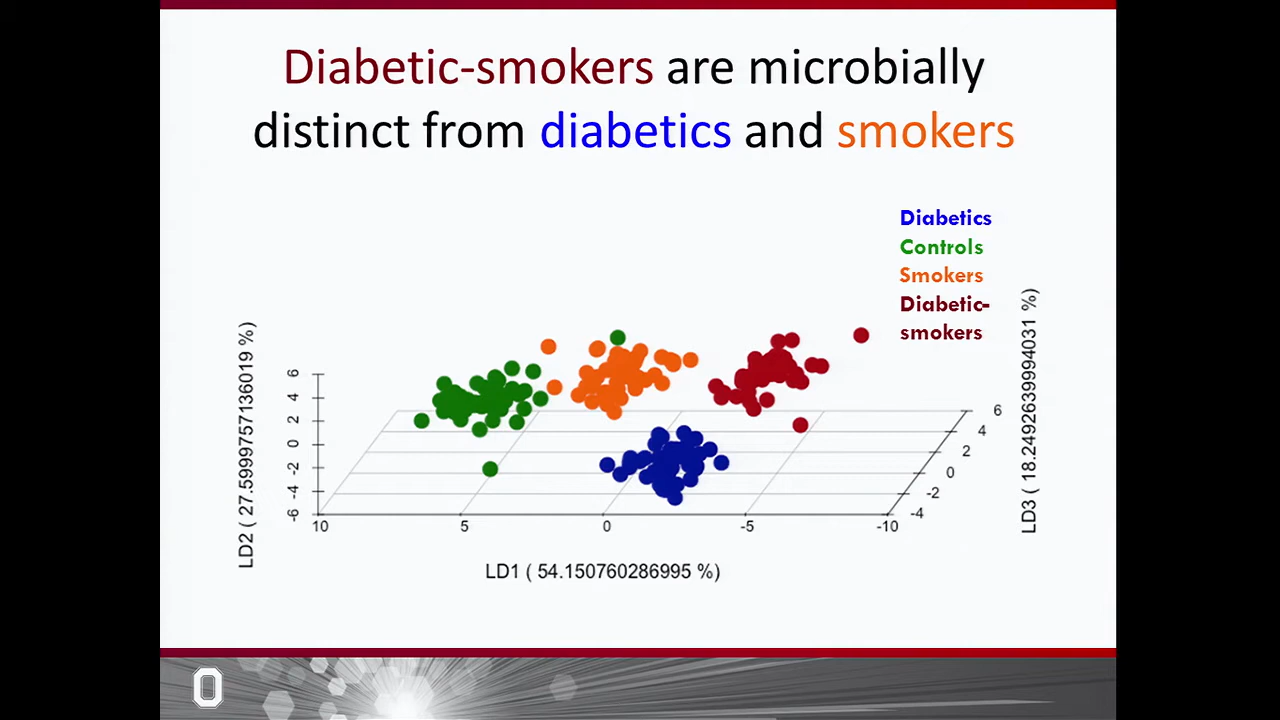 Diabetic-smokers are microbially
distinct from diabetics and smokers
Diabetics
Controls
Smokers
Diabetic-
smokers
LD2 ( 27.5999757136019 %)
6
4
2
0
-2
-4
-6
10
5
0
-5
-10
LD1 ( 54.150760286995 %)
6
4
2
0
-2
-4
LD3 ( 18.2492639994031 %)
O